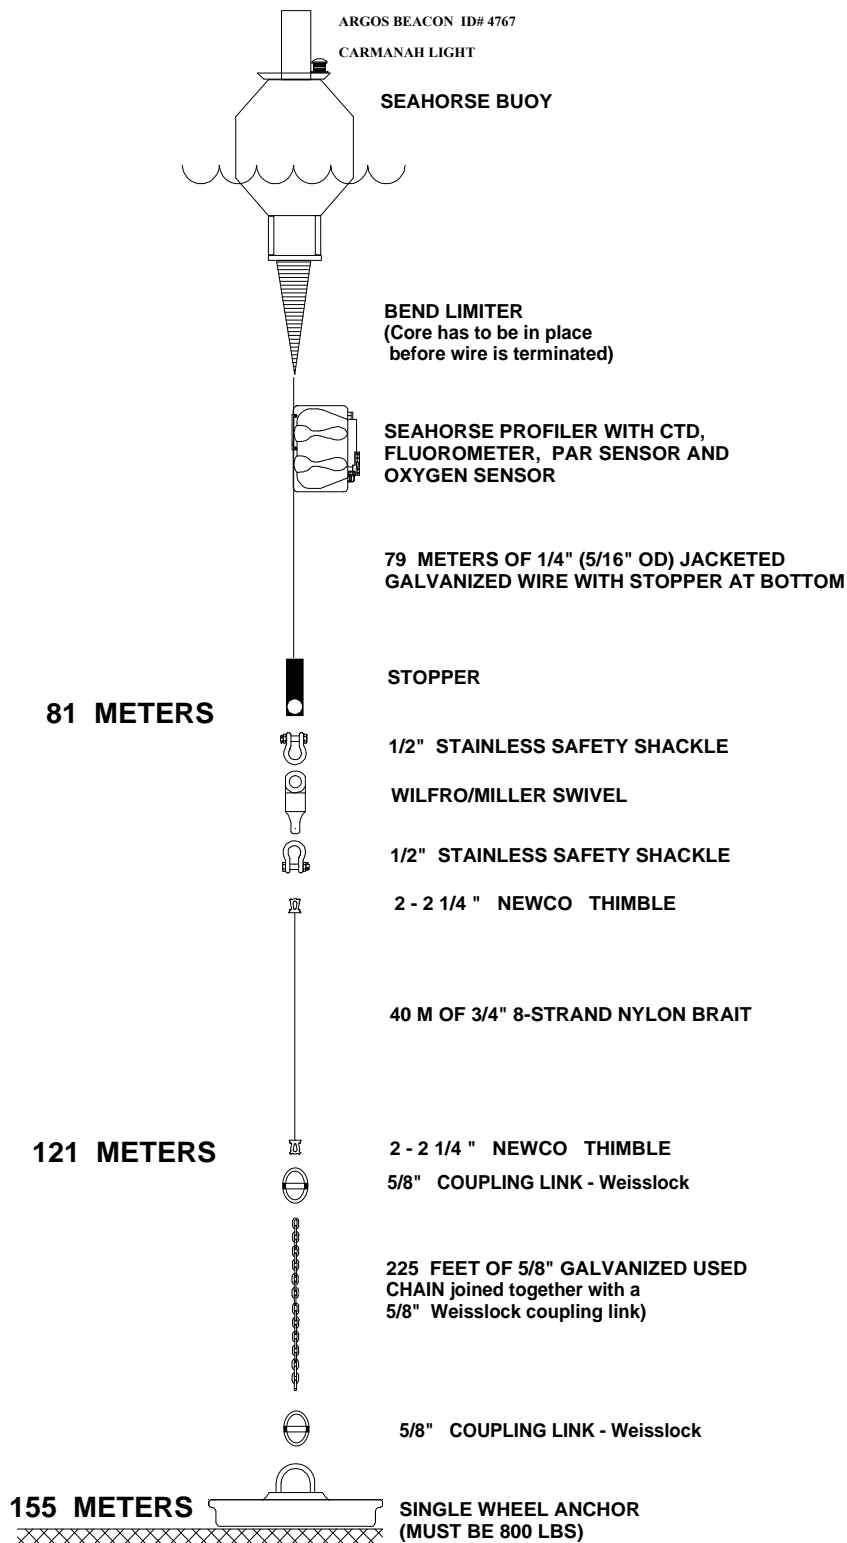 ARGOS BEACON ID# 4767
CARMANAH LIGHT
SEAHORSE BUOY
BEND LIMITER
(Core has to be in place
before wire is terminated)
SEAHORSE PROFILER WITH CTD,
FLUOROMETER, PAR SENSOR AND
OXYGEN SENSOR
79 METERS OF 1/4" (5/16" OD) JACKETED
GALVANIZED WIRE WITH STOPPER AT BOTTOM
STOPPER
81 METERS
1/2" STAINLESS SAFETY SHACKLE
WILFRO/MILLER SWIVEL
1/2" STAINLESS SAFETY SHACKLE
2 - 2 1/4 " NEWCO THIMBLE
40 M OF 3/4" 8-STRAND NYLON BRAIT
121 METERS
2 - 2 1/4 " NEWCO THIMBLE
5/8" COUPLING LINK - Weisslock
225 FEET OF 5/8" GALVANIZED USED
CHAIN joined together with a
5/8" Weisslock coupling link)
5/8" COUPLING LINK - Weisslock
155 METERS
SINGLE WHEEL ANCHOR
(MUST BE 800 LBS)